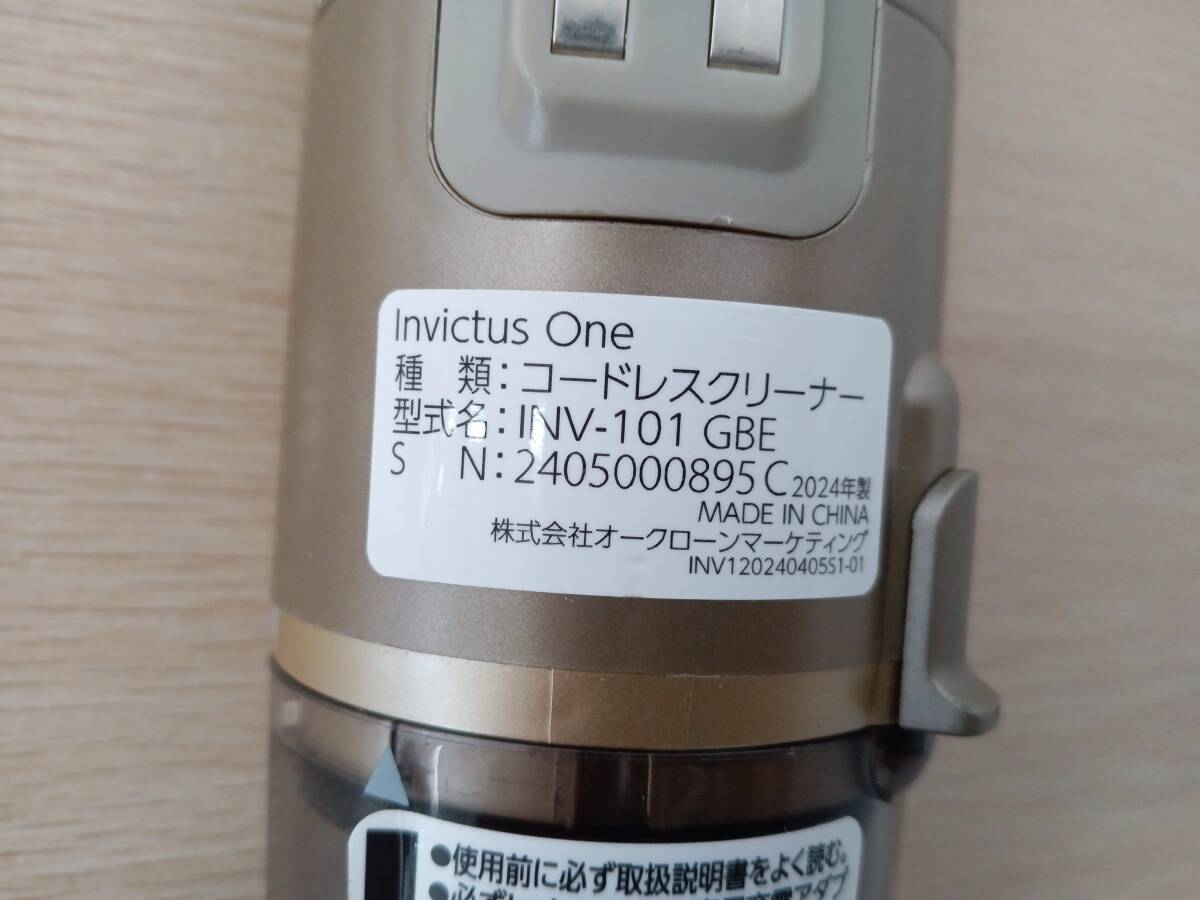 Invictus One
種 類：コードレスクリーナー
型式名：INV-101 GBE
S N：2405000895C 2024年製
MADE IN CHINA
株式会社オークローンマーケティング
INV120240405S1-01
●使用前に必ず取扱説明書をよく読む。